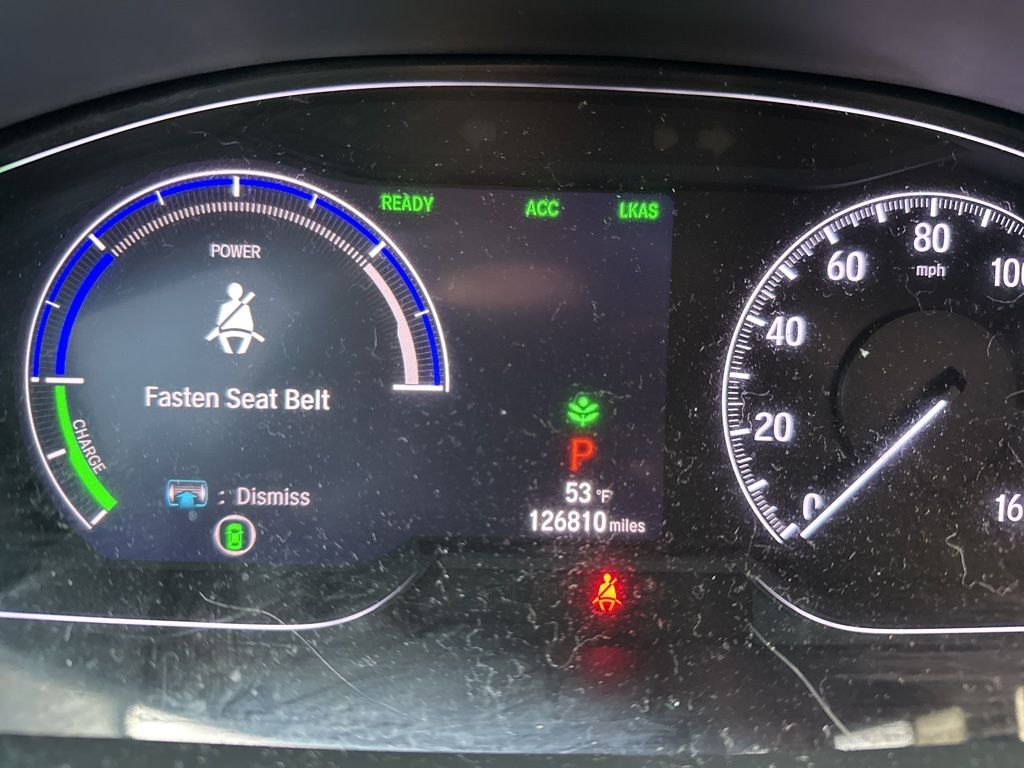 READY ACC LKAS
POWER
Fasten Seat Belt
CHARGE
: Dismiss
P
53 °F
126810 miles
0
20
40
60
80
mph